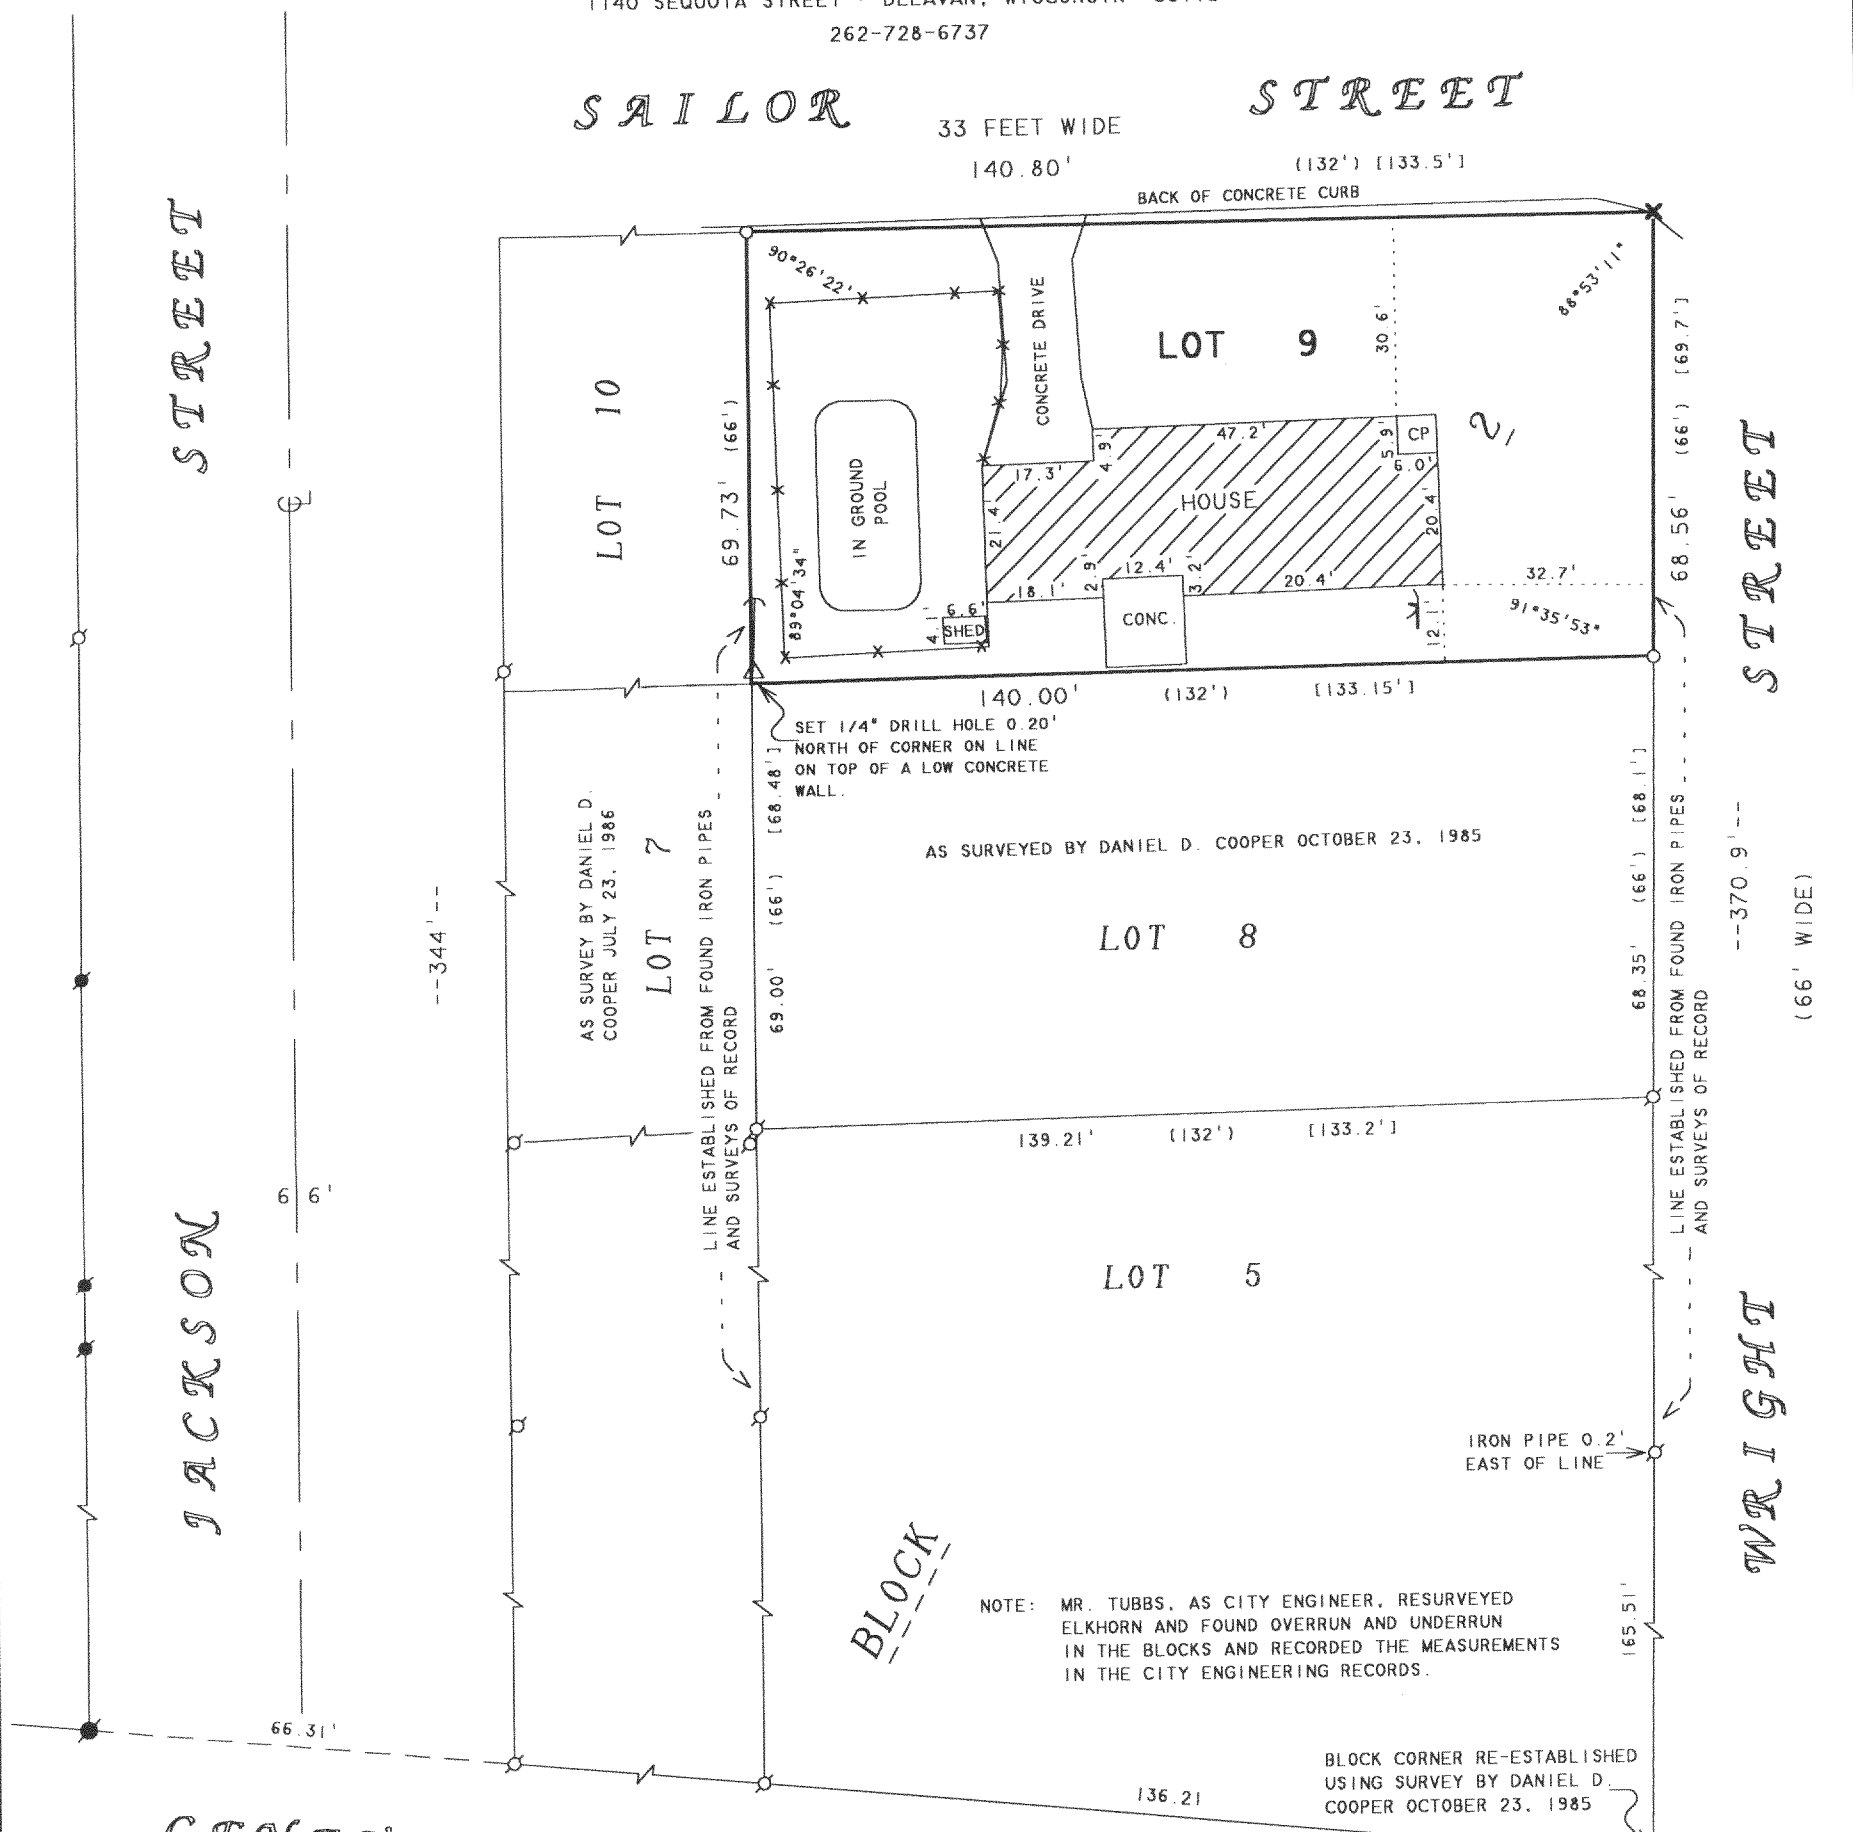 262-728-6737
SAILOR STREET
33 FEET WIDE
140.80'
(132') [133.5']
BACK OF CONCRETE CURB
STREET
90°26'22"
88°53'11"
CONCRETE DRIVE
LOT 9
30.6'
[69.7']
(66')
68.56'
LOT 10
(66')
69.73'
IN GROUND
POOL
89°04'34"
47.2'
4.9'
5.9'
CP
6.0'
17.3'
HOUSE
21.4'
20.4'
2.9'
12.4'
3.2'
18.1'
20.4'
32.7'
6.6'
4.1'
SHED
CONC.
12.1'
91°35'53"
STREET
140.00' (132') [133.15']
SET 1/4" DRILL HOLE 0.20'
NORTH OF CORNER ON LINE
ON TOP OF A LOW CONCRETE
WALL.
[68.48']
(66')
69.00'
AS SURVEY BY DANIEL D.
COOPER JULY 23, 1986
LOT 7
LINE ESTABLISHED FROM FOUND IRON PIPES
AND SURVEYS OF RECORD
AS SURVEYED BY DANIEL D. COOPER OCTOBER 23, 1985
LOT 8
[68.1']
(66')
68.35'
LINE ESTABLISHED FROM FOUND IRON PIPES
AND SURVEYS OF RECORD
--370.9'--
(66' WIDE)
--344'--
139.21' (132') [133.2']
66'
JACKSON
LOT 5
WRIGHT
IRON PIPE 0.2'
EAST OF LINE
BLOCK
NOTE: MR. TUBBS, AS CITY ENGINEER, RESURVEYED
ELKHORN AND FOUND OVERRUN AND UNDERRUN
IN THE BLOCKS AND RECORDED THE MEASUREMENTS
IN THE CITY ENGINEERING RECORDS.
165.51'
66.31'
136.21
BLOCK CORNER RE-ESTABLISHED
USING SURVEY BY DANIEL D.
COOPER OCTOBER 23, 1985